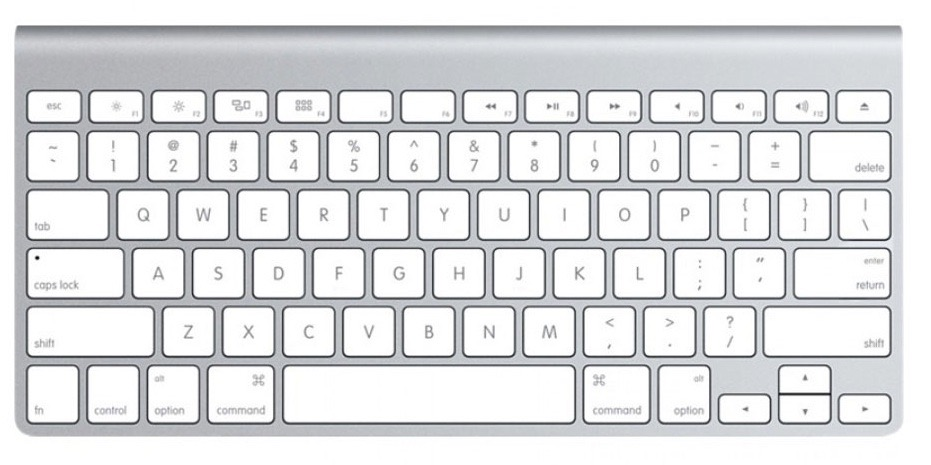 esc F1 F2 F3 F4 F5 F6 F7 F8 F9 F10 F11 F12
~ ! @ # $ % ^ & * ( ) – +
` 1 2 3 4 5 6 7 8 9 0 - = delete
tab Q W E R T Y U I O P { [ } ] | \
caps lock A S D F G H J K L : ; " ' enter return
shift Z X C V B N M < , > . ? / shift
fn control alt option ⌘ command ⌘ command alt option